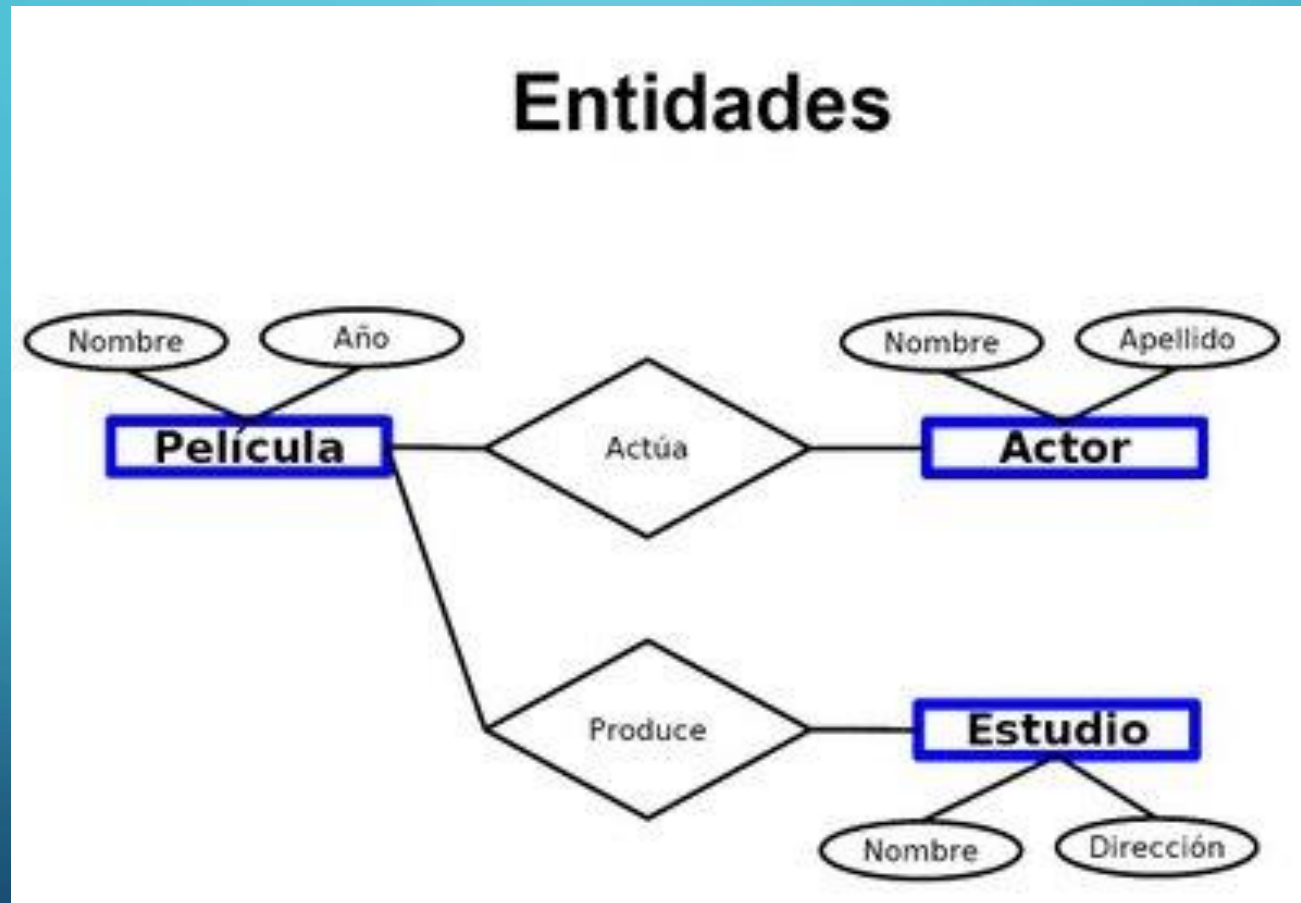 Entidades
Nombre
Año
Nombre
Apellido
Película
Actúa
Actor
Produce
Estudio
Nombre
Dirección